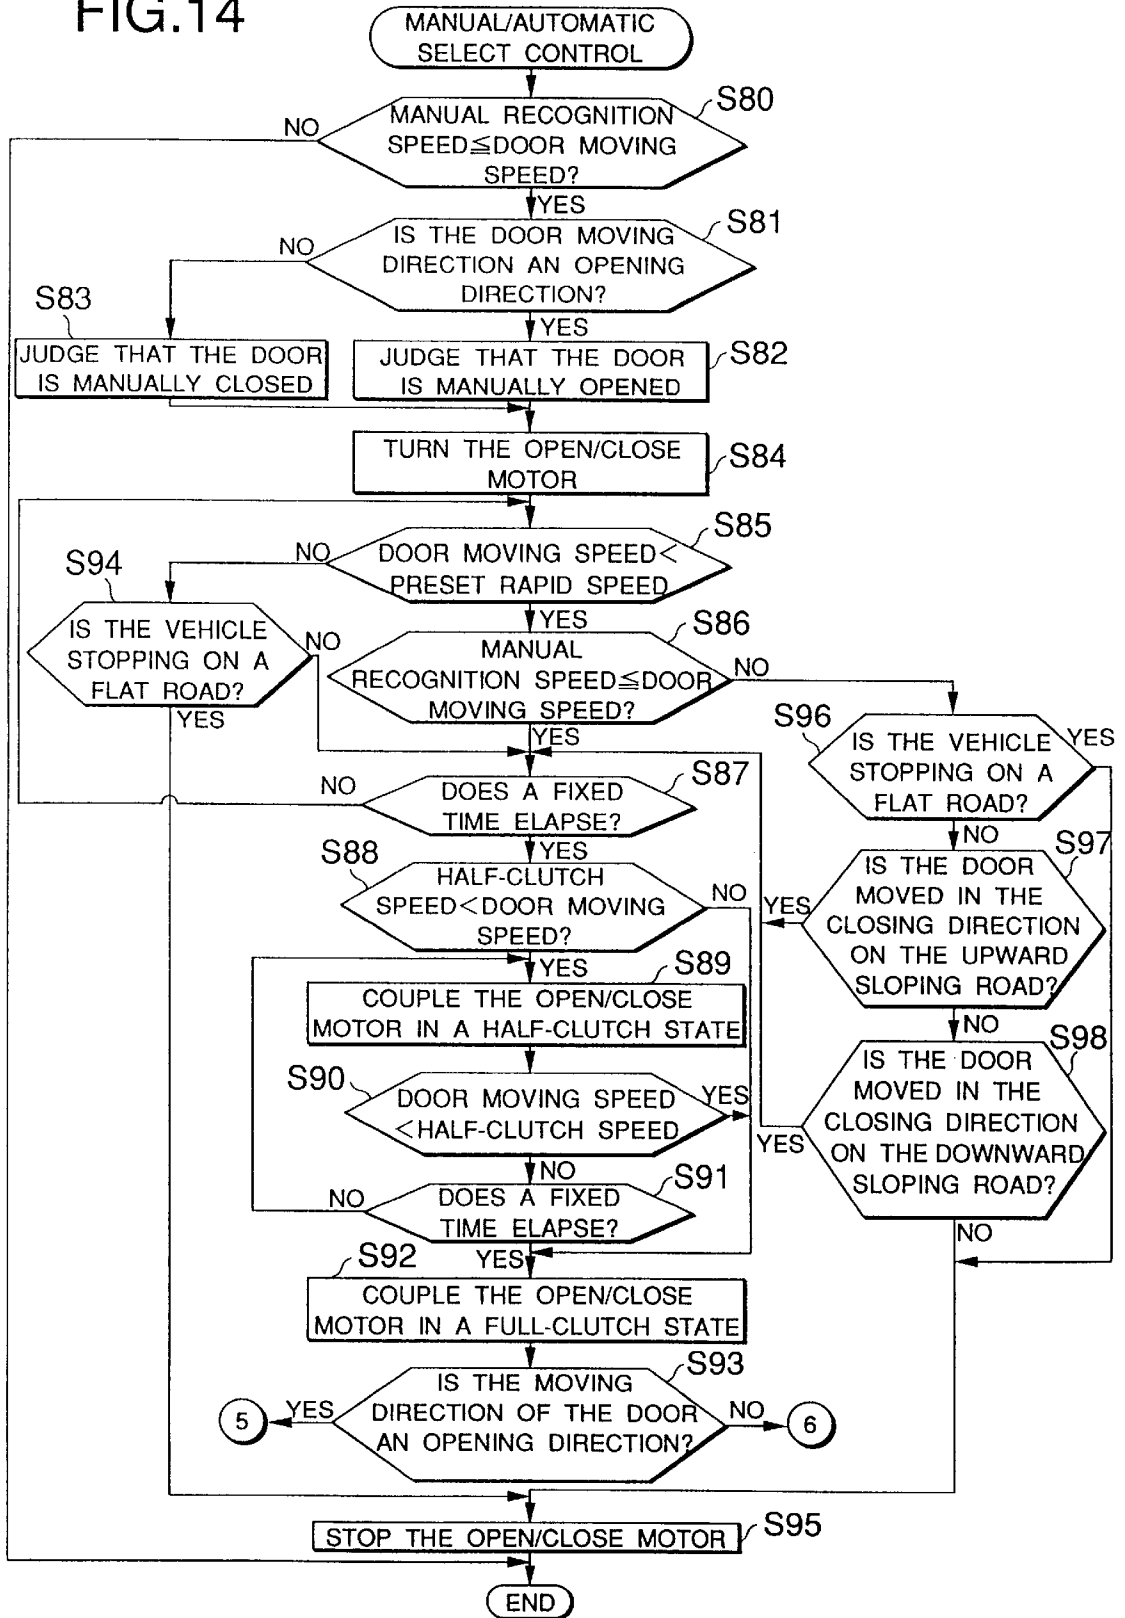 FIG.14
MANUAL/AUTOMATIC
SELECT CONTROL
S80
MANUAL RECOGNITION
SPEED≦DOOR MOVING
SPEED?
NO
YES
S81
IS THE DOOR MOVING
DIRECTION AN OPENING
DIRECTION?
NO
YES
S83
JUDGE THAT THE DOOR
IS MANUALLY CLOSED
S82
JUDGE THAT THE DOOR
IS MANUALLY OPENED
TURN THE OPEN/CLOSE
MOTOR
S84
S85
DOOR MOVING SPEED<
PRESET RAPID SPEED
NO
YES
S94
IS THE VEHICLE
STOPPING ON A
FLAT ROAD?
NO
YES
S86
MANUAL
RECOGNITION SPEED≦DOOR
MOVING SPEED?
NO
YES
S96
IS THE VEHICLE
STOPPING ON A
FLAT ROAD?
YES
NO
S87
DOES A FIXED
TIME ELAPSE?
NO
YES
S88
HALF-CLUTCH
SPEED<DOOR MOVING
SPEED?
NO
YES
S97
IS THE DOOR
MOVED IN THE
CLOSING DIRECTION
ON THE UPWARD
SLOPING ROAD?
YES
NO
S89
COUPLE THE OPEN/CLOSE
MOTOR IN A HALF-CLUTCH STATE
S90
DOOR MOVING SPEED
<HALF-CLUTCH SPEED
YES
NO
S98
IS THE DOOR
MOVED IN THE
CLOSING DIRECTION
ON THE DOWNWARD
SLOPING ROAD?
YES
NO
S91
DOES A FIXED
TIME ELAPSE?
NO
YES
S92
COUPLE THE OPEN/CLOSE
MOTOR IN A FULL-CLUTCH STATE
S93
IS THE MOVING
DIRECTION OF THE DOOR
AN OPENING DIRECTION?
YES
5
NO
6
STOP THE OPEN/CLOSE MOTOR
S95
END